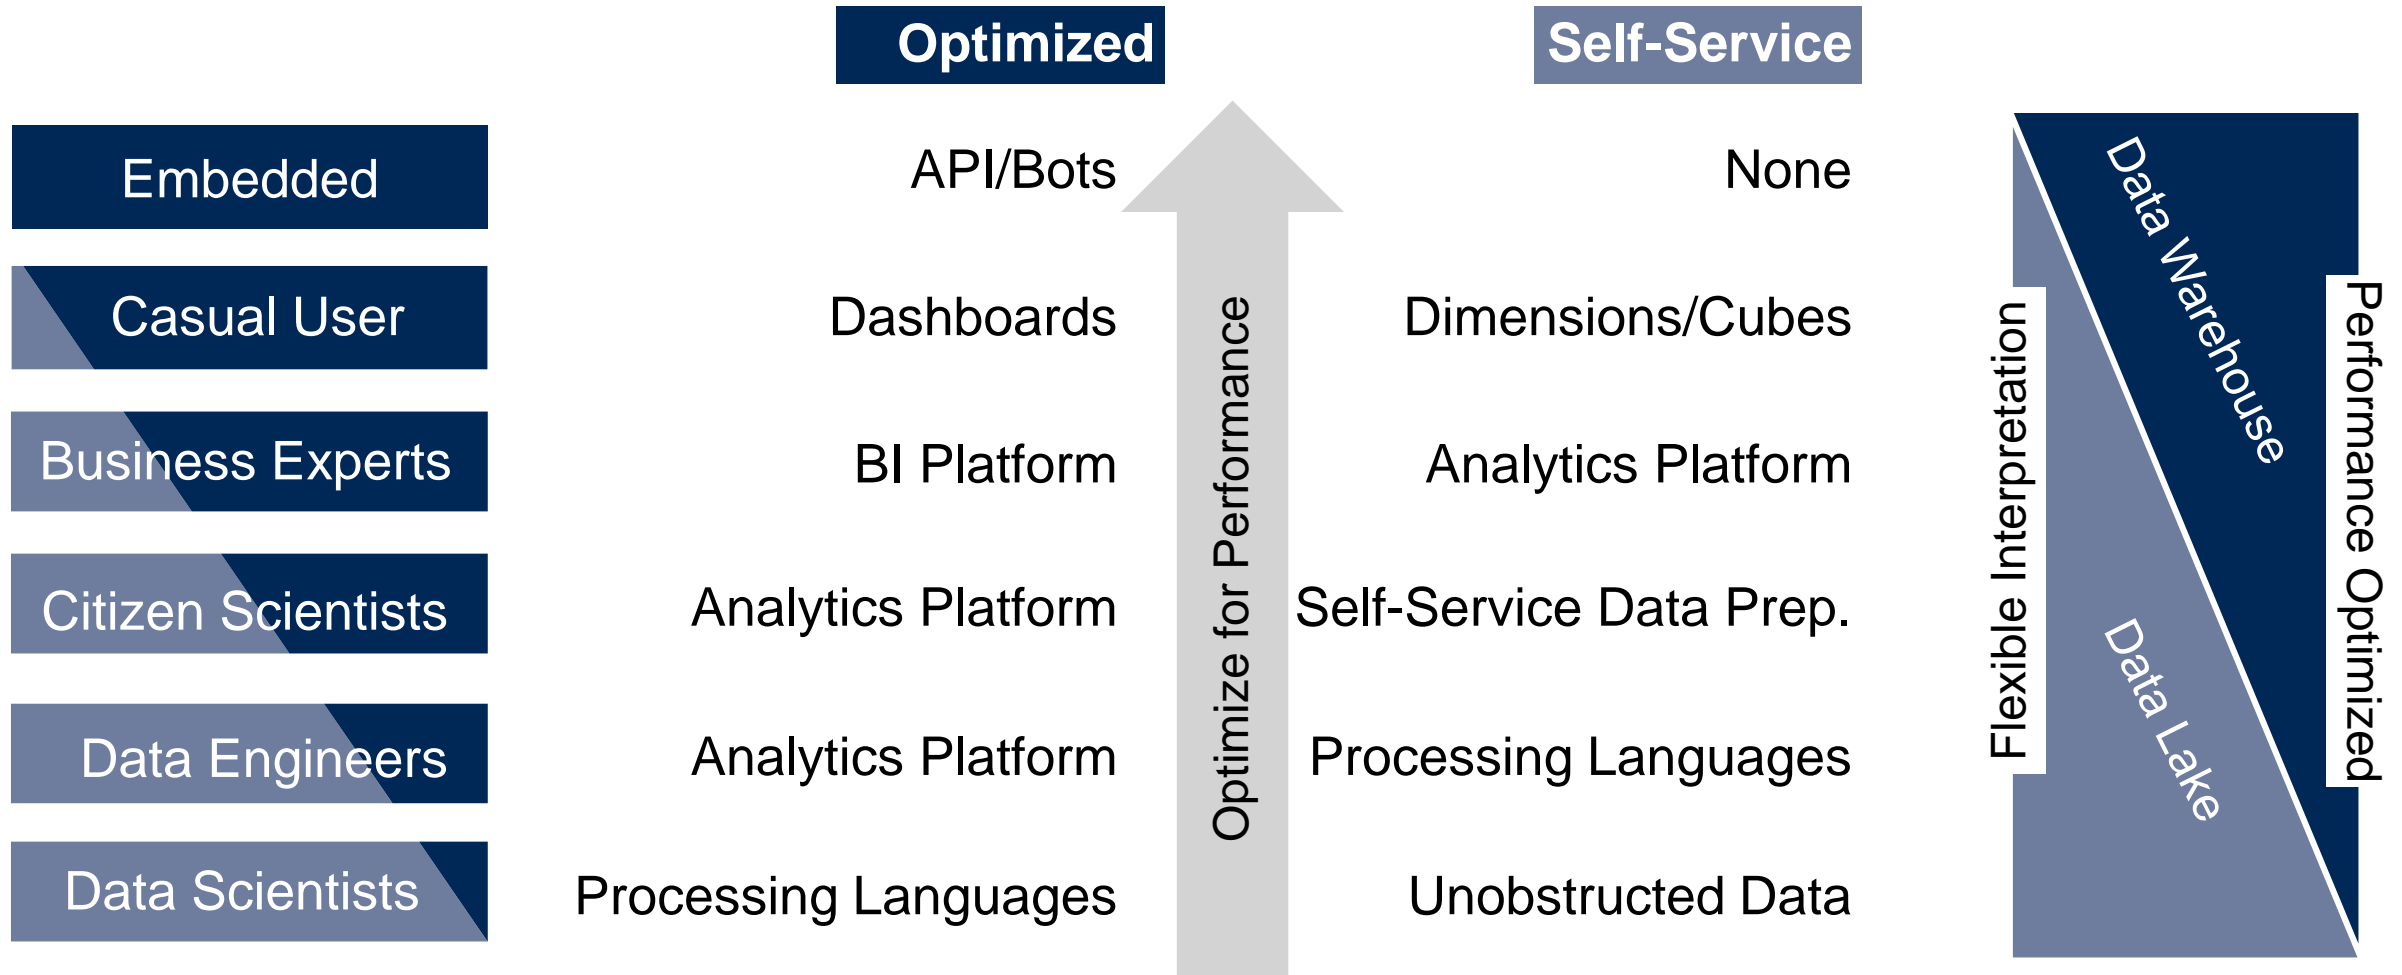 Optimized
Self-Service
Embedded
API/Bots
None
Casual User
Dashboards
Dimensions/Cubes
Business Experts
BI Platform
Analytics Platform
Citizen Scientists
Analytics Platform
Self-Service Data Prep.
Data Engineers
Analytics Platform
Processing Languages
Data Scientists
Processing Languages
Unobstructed Data
Optimize for Performance
Flexible Interpretation
Data Warehouse
Data Lake
Performance Optimized